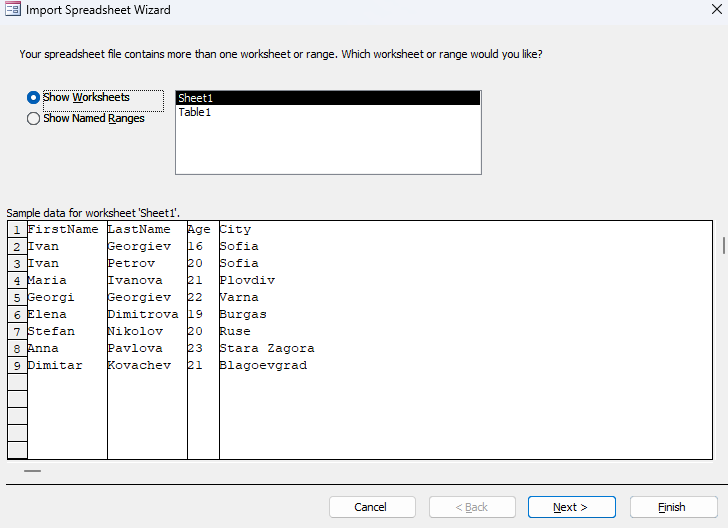 Import Spreadsheet Wizard
Your spreadsheet file contains more than one worksheet or range. Which worksheet or range would you like?
Show Worksheets
Show Named Ranges
Sheet1
Table1
Sample data for worksheet 'Sheet1'.
1 FirstName LastName Age City
2 Ivan Georgiev 16 Sofia
3 Ivan Petrov 20 Sofia
4 Maria Ivanova 21 Plovdiv
5 Georgi Georgiev 22 Varna
6 Elena Dimitrova 19 Burgas
7 Stefan Nikolov 20 Ruse
8 Anna Pavlova 23 Stara Zagora
9 Dimitar Kovachev 21 Blagoevgrad
Cancel < Back Next > Finish